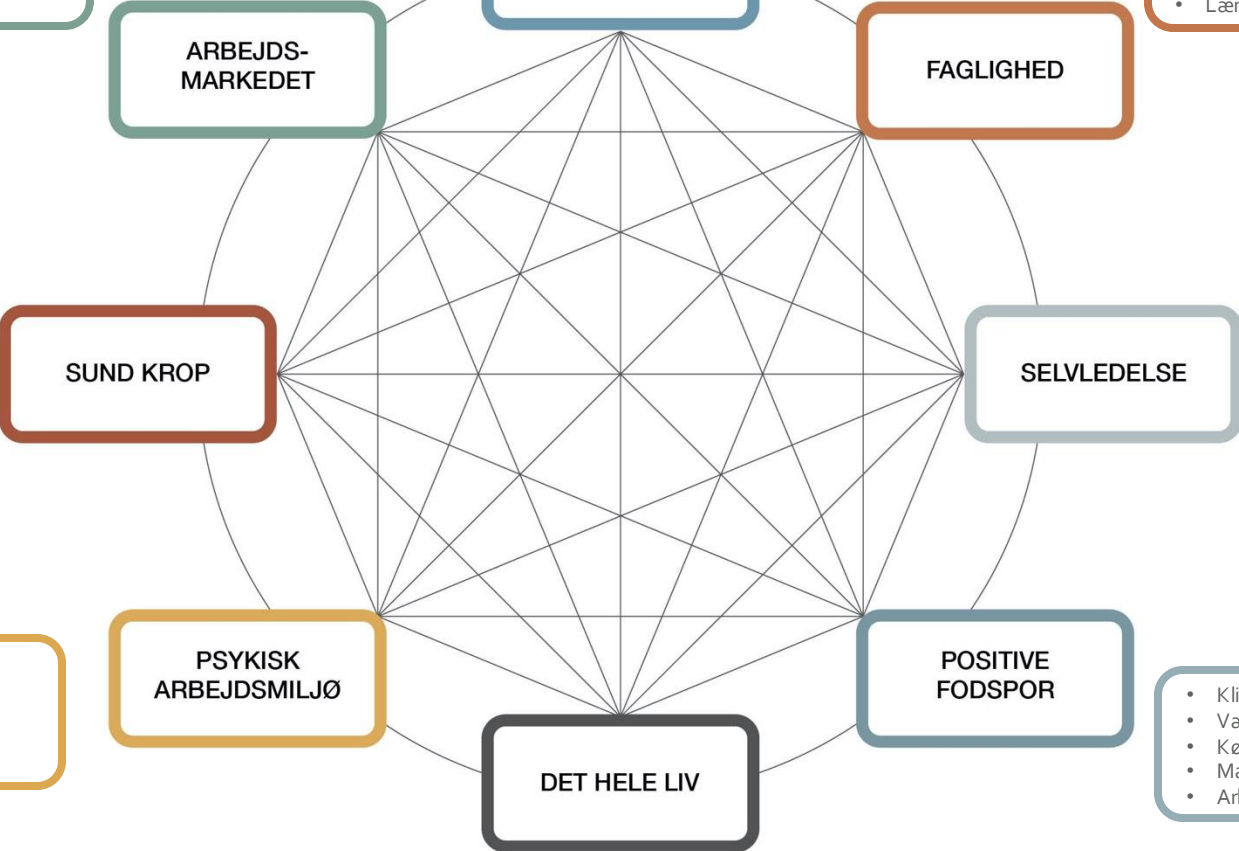 ARBEJDS-
MARKEDET
FAGLIGHED
SUND KROP
SELVLEDELSE
PSYKISK
ARBEJDSMILJØ
POSITIVE
FODSPOR
DET HELE LIV